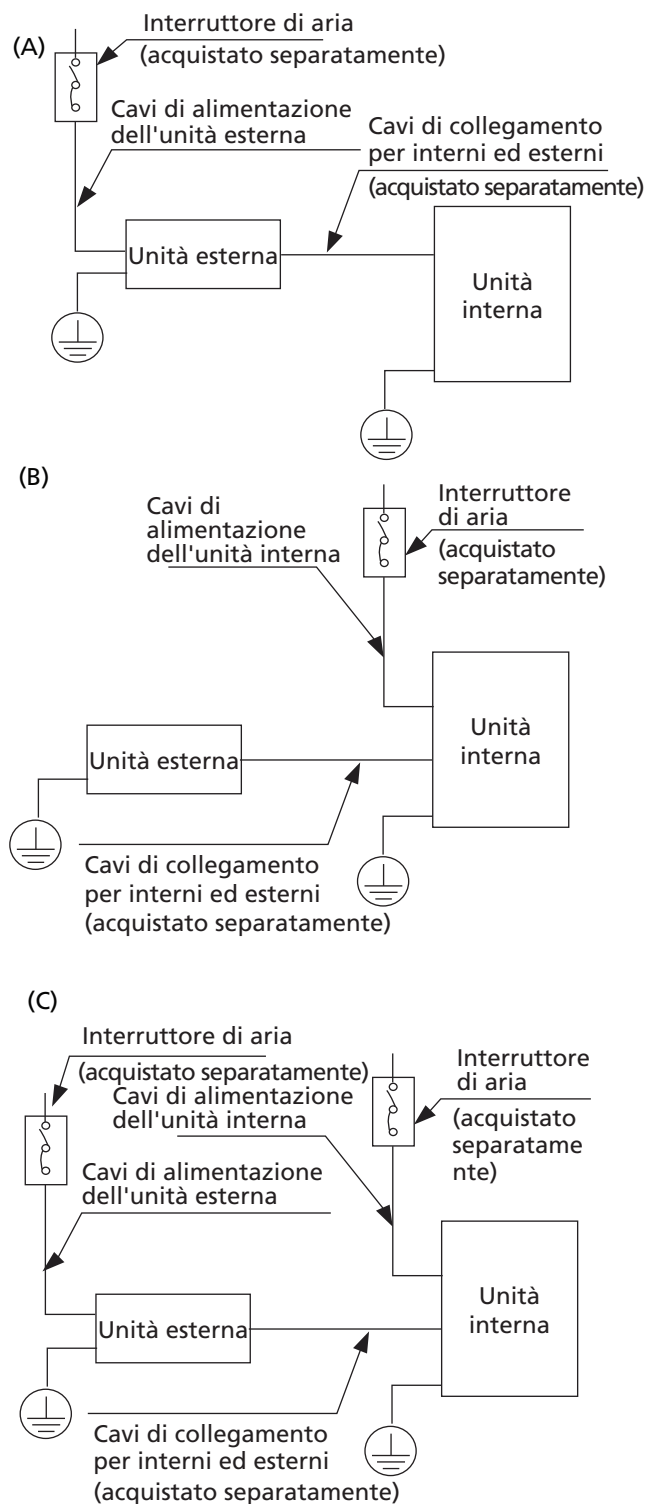 (A)
Interruttore di aria
(acquistato separatamente)
Cavi di alimentazione
dell'unità esterna
Cavi di collegamento
per interni ed esterni
(acquistato separatamente)
Unità esterna
Unità
interna
(B)
Cavi di
alimentazione
dell'unità interna
Interruttore
di aria
(acquistato
separatamente)
Unità esterna
Unità
interna
Cavi di collegamento
per interni ed esterni
(acquistato separatamente)
(C)
Interruttore di aria
(acquistato separatamente)
Cavi di alimentazione
dell'unità interna
Interruttore
di aria
(acquistato
separatame
nte)
Cavi di alimentazione
dell'unità esterna
Unità esterna
Unità
interna
Cavi di collegamento
per interni ed esterni
(acquistato separatamente)